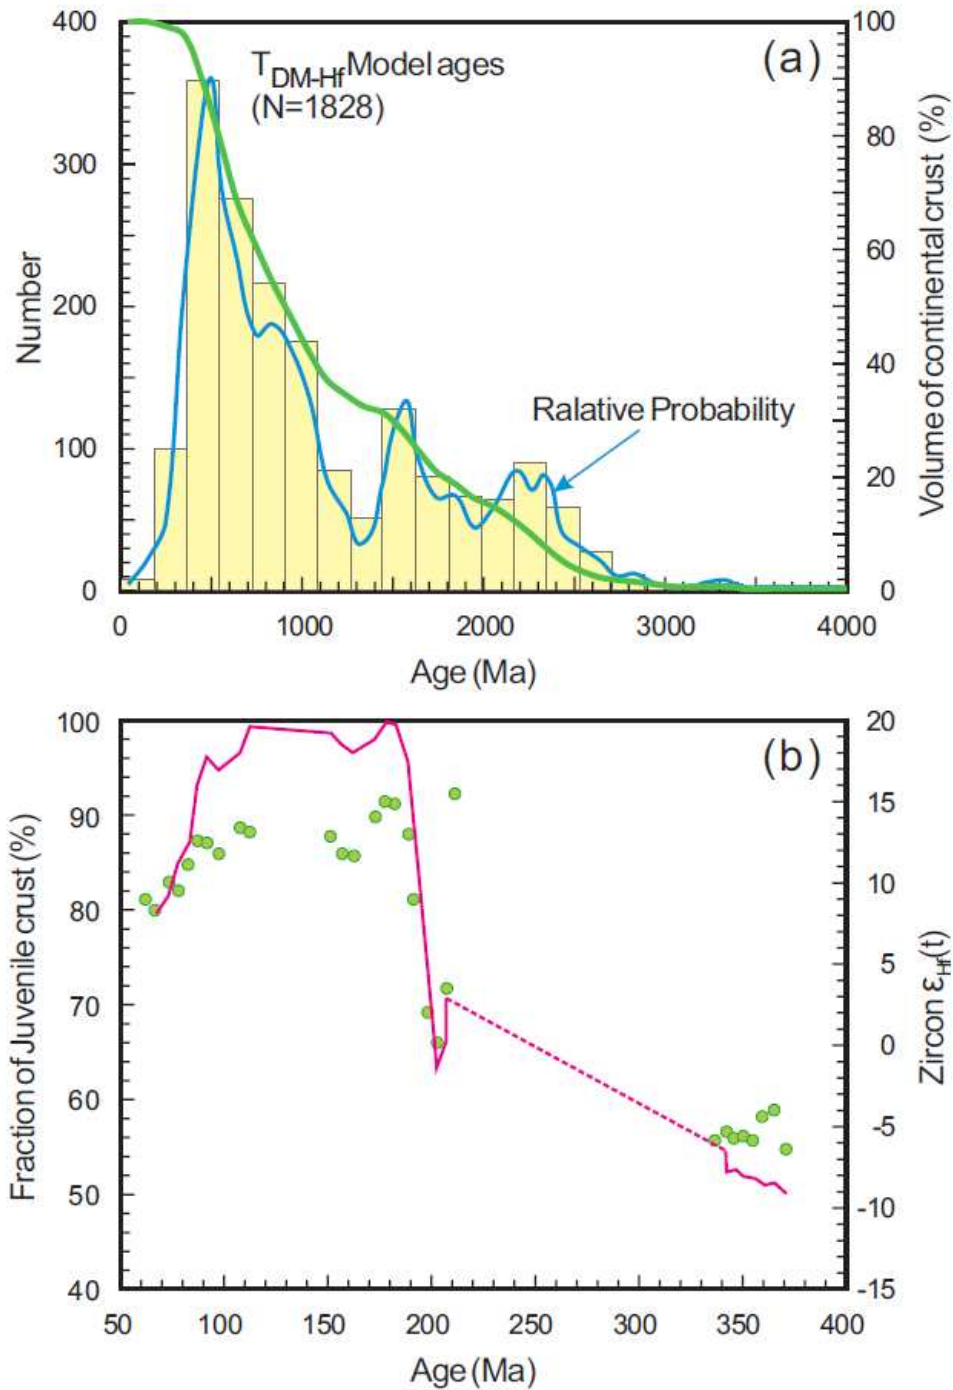 (a)
T_DM-Hf Model ages
(N=1828)
Ralative Probability
Number
400
300
200
100
0
Volume of continental crust (%)
100
80
60
40
20
0
0 1000 2000 3000 4000
Age (Ma)
(b)
Fraction of Juvenile crust (%)
100
90
80
70
60
50
40
Zircon ε_Hf(t)
20
15
10
5
0
-5
-10
-15
50 100 150 200 250 300 350 400
Age (Ma)